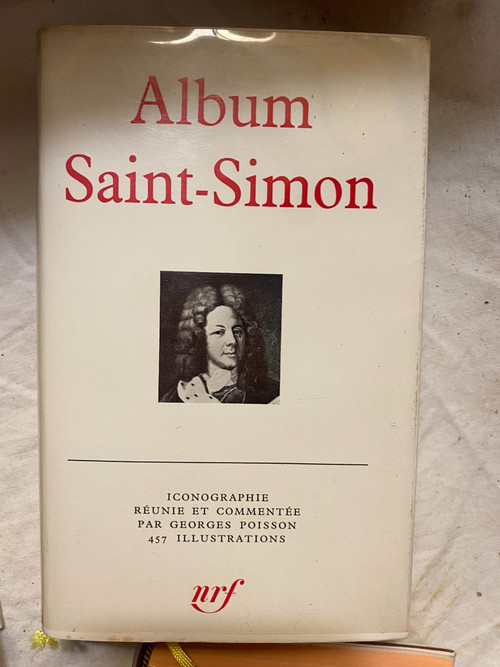 Album
Saint-Simon
ICONOGRAPHIE
RÉUNIE ET COMMENTÉE
PAR GEORGES POISSON
457 ILLUSTRATIONS
nrf